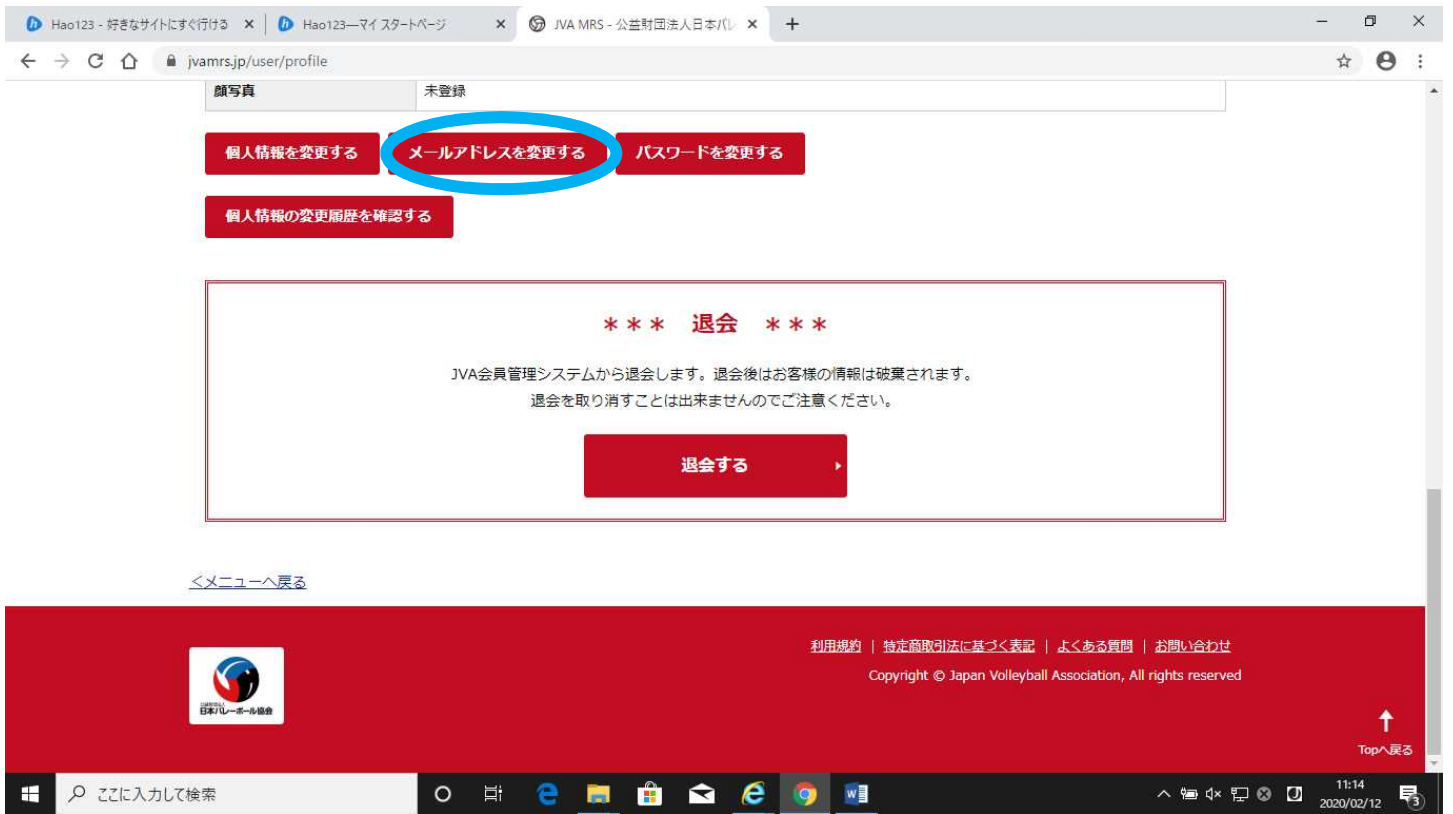 Hao123 - 好きなサイトにすぐ行ける
Hao123—マイ スタートページ
JVA MRS - 公益財団法人日本バレ
jvamrs.jp/user/profile
顔写真 未登録
個人情報を変更する メールアドレスを変更する パスワードを変更する
個人情報の変更履歴を確認する
＊＊＊ 退会 ＊＊＊
JVA会員管理システムから退会します。退会後はお客様の情報は破棄されます。
退会を取り消すことは出来ませんのでご注意ください。
退会する
<メニューへ戻る
利用規約 | 特定商取引法に基づく表記 | よくある質問 | お問い合わせ
Copyright © Japan Volleyball Association, All rights reserved
日本バレーボール協会
Topへ戻る
ここに入力して検索
11:14
2020/02/12
3